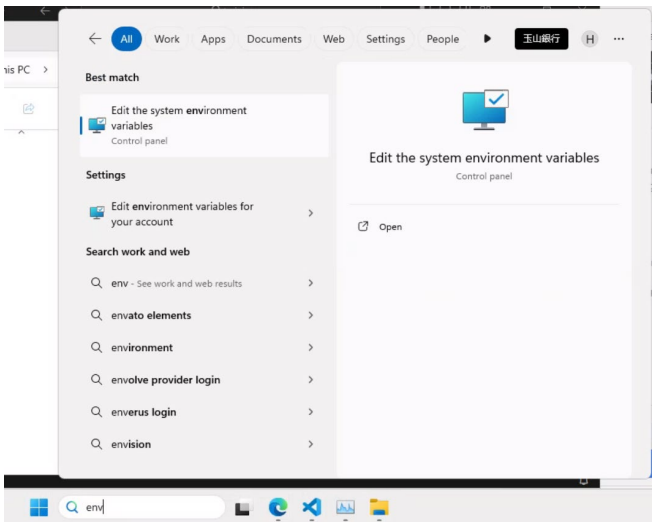 All Work Apps Documents Web Settings People 玉山銀行 H ...
his PC >
Best match
Edit the system environment
variables
Control panel
Edit the system environment variables
Control panel
Settings
Edit environment variables for
your account
Open
Search work and web
env - See work and web results
envato elements
environment
envolve provider login
enverus login
envision
env